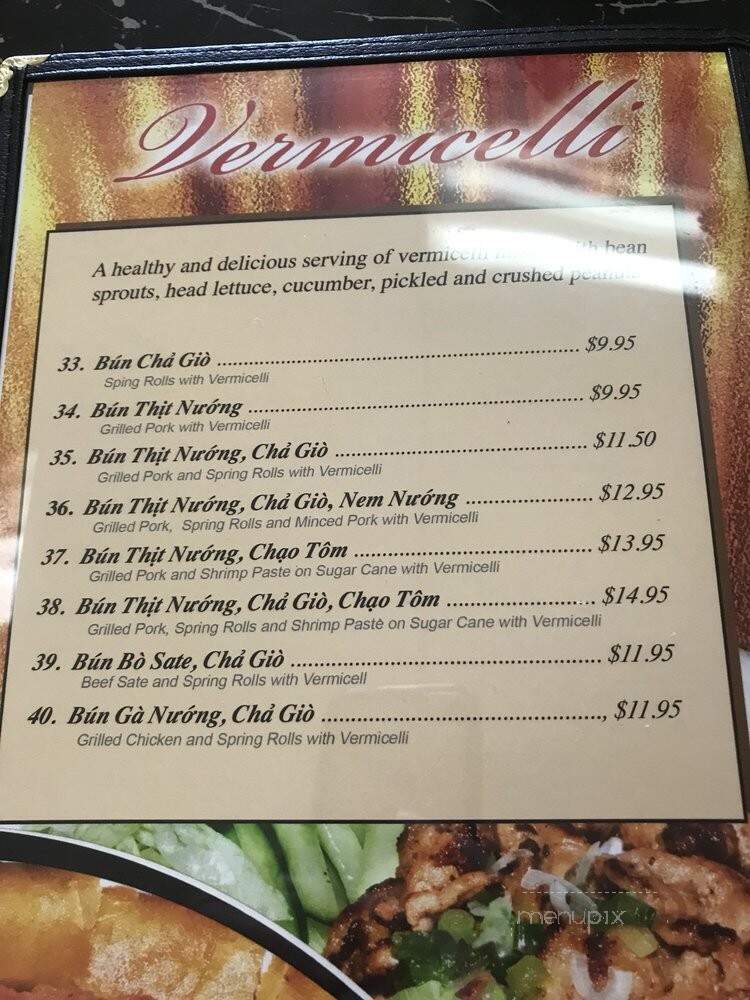 Vermicelli
A healthy and delicious serving of vermicelli with bean
sprouts, head lettuce, cucumber, pickled and crushed
33. Bún Chả Giò ........................................................ $9.95
Sping Rolls with Vermicelli
34. Bún Thịt Nướng .................................................... $9.95
Grilled Pork with Vermicelli
35. Bún Thịt Nướng, Chả Giò ....................................... $11.50
Grilled Pork and Spring Rolls with Vermicelli
36. Bún Thịt Nướng, Chả Giò, Nem Nướng .................... $12.95
Grilled Pork, Spring Rolls and Minced Pork with Vermicelli
37. Bún Thịt Nướng, Chạo Tôm ..................................... $13.95
Grilled Pork and Shrimp Paste on Sugar Cane with Vermicelli
38. Bún Thịt Nướng, Chả Giò, Chạo Tôm ....................... $14.95
Grilled Pork, Spring Rolls and Shrimp Pastè on Sugar Cane with Vermicelli
39. Bún Bò Sate, Chả Giò ................................................ $11.95
Beef Sate and Spring Rolls with Vermicell
40. Bún Gà Nướng, Chả Giò ..........................................., $11.95
Grilled Chicken and Spring Rolls with Vermicelli
menupix